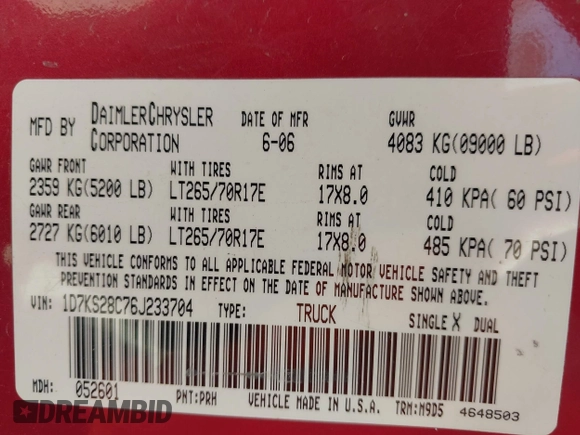 MFD BY DAIMLERCHRYSLER CORPORATION DATE OF MFR 6-06 GVWR 4083 KG(09000 LB)
GAWR FRONT WITH TIRES RIMS AT COLD
2359 KG(5200 LB) LT265/70R17E 17X8.0 410 KPA( 60 PSI)
GAWR REAR WITH TIRES RIMS AT COLD
2727 KG(6010 LB) LT265/70R17E 17X8.0 485 KPA( 70 PSI)
THIS VEHICLE CONFORMS TO ALL APPLICABLE FEDERAL MOTOR VEHICLE SAFETY AND THEFT
PREVENTION STANDARDS IN EFFECT ON THE DATE OF MANUFACTURE SHOWN ABOVE.
VIN: 1D7KS28C76J233704 TYPE: TRUCK SINGLE X DUAL
MDH: 052601 PNT:PRH VEHICLE MADE IN U.S.A. TRM:M9D5 4648503
DREAMBID